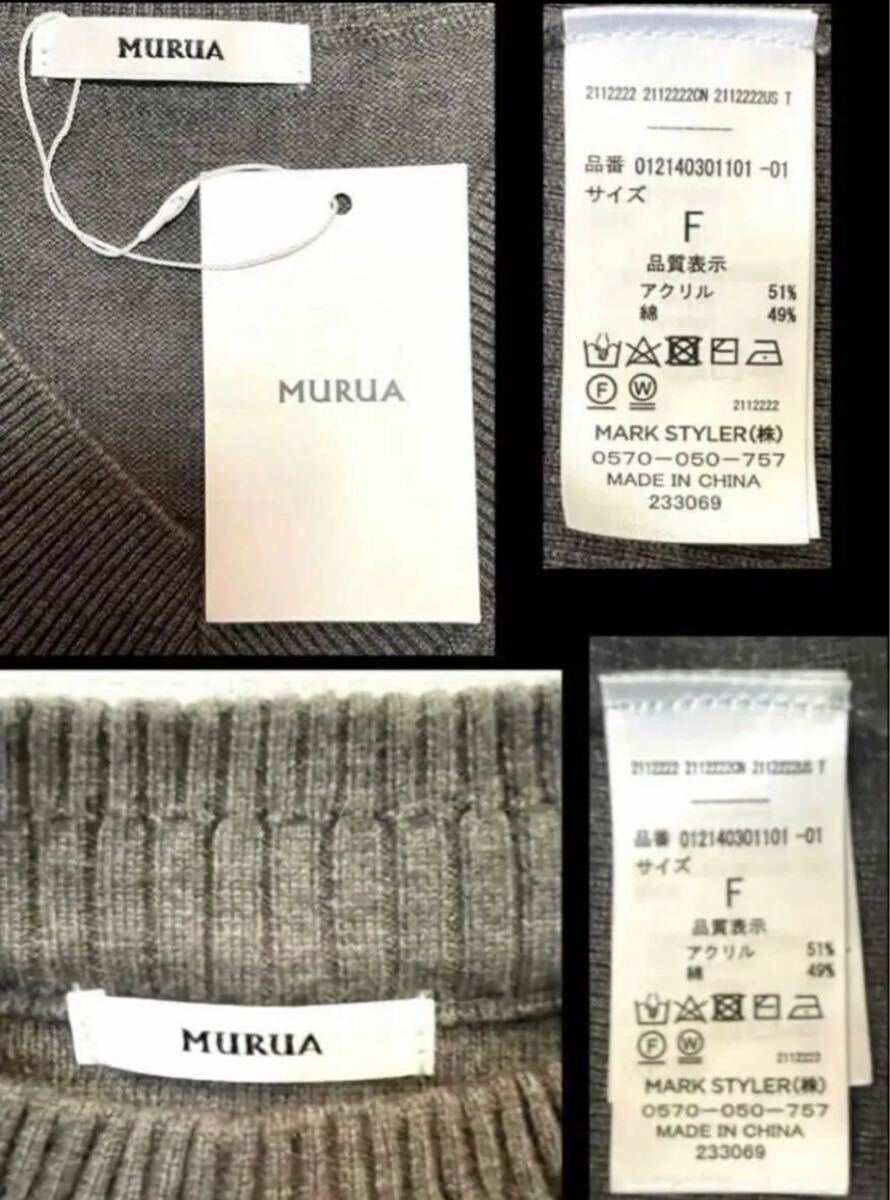 MURUA
MURUA
2112222 2112222CN 2112222US T
品番 012140301101 -01
サイズ
F
品質表示
アクリル 51%
綿 49%
F W
2112222
MARK STYLER(株)
0570-050-757
MADE IN CHINA
233069
MURUA
2112222 2112222CN 2112222US T
品番 012140301101 -01
サイズ
F
品質表示
アクリル 51%
綿 49%
F W
2112222
MARK STYLER(株)
0570-050-757
MADE IN CHINA
233069